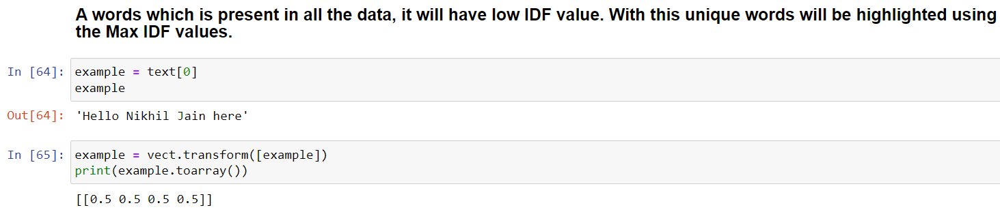 A words which is present in all the data, it will have low IDF value. With this unique words will be highlighted using
the Max IDF values.
In [64]: example = text[0]
example
Out[64]: 'Hello Nikhil Jain here'
In [65]: example = vect.transform([example])
print(example.toarray())
[[0.5 0.5 0.5 0.5]]